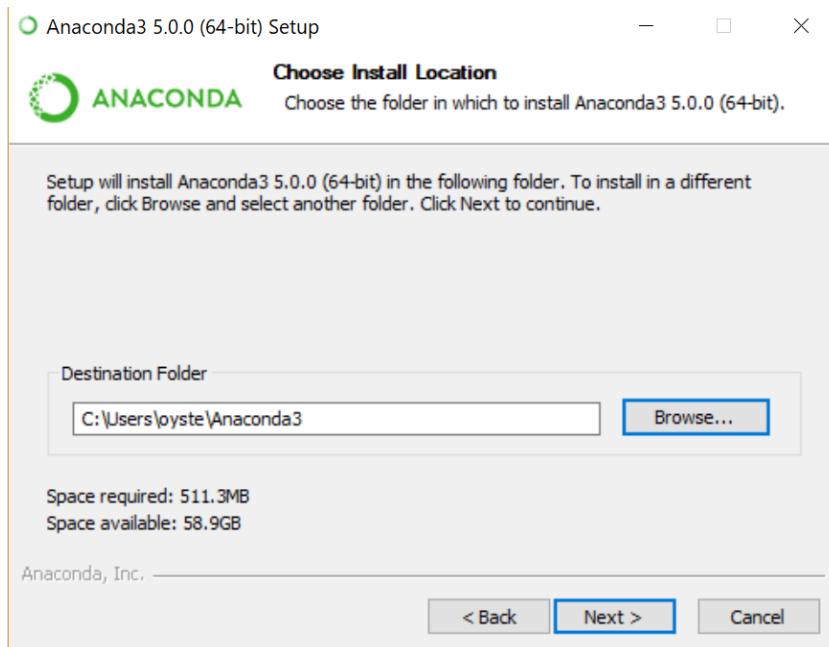 Anaconda3 5.0.0 (64-bit) Setup
ANACONDA
Choose Install Location
Choose the folder in which to install Anaconda3 5.0.0 (64-bit).
Setup will install Anaconda3 5.0.0 (64-bit) in the following folder. To install in a different
folder, click Browse and select another folder. Click Next to continue.
Destination Folder
C:\Users\oyste\Anaconda3
Browse...
Space required: 511.3MB
Space available: 58.9GB
Anaconda, Inc.
< Back
Next >
Cancel